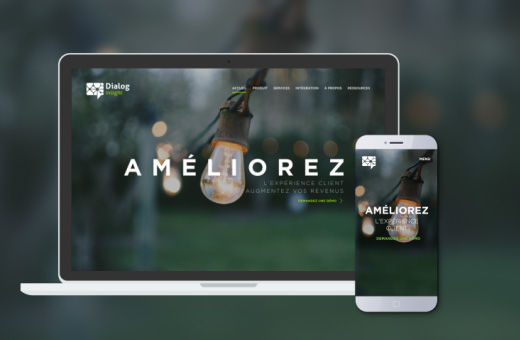 Dialog
Insight
ACCUEIL PRODUIT SERVICES INTÉGRATION À PROPOS RESSOURCES
AMÉLIOREZ
L'EXPÉRIENCE CLIENT
AUGMENTEZ VOS REVENUS
DEMANDEZ UNE DÉMO
MENU
AMÉLIOREZ
L'EXPÉRIENCE
CLIENT
DEMANDEZ UNE DÉMO